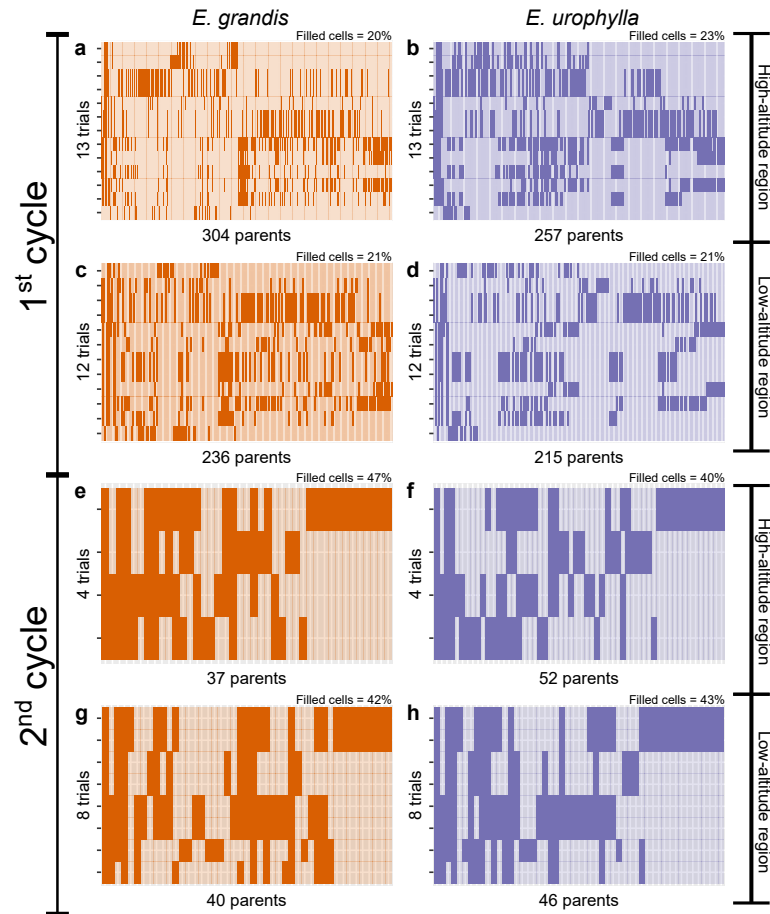 E. grandis
E. urophylla
1st cycle
a
Filled cells = 20%
13 trials
304 parents
b
Filled cells = 23%
13 trials
257 parents
High-altitude region
c
Filled cells = 21%
12 trials
236 parents
d
Filled cells = 21%
12 trials
215 parents
Low-altitude region
2nd cycle
e
Filled cells = 47%
4 trials
37 parents
f
Filled cells = 40%
4 trials
52 parents
High-altitude region
g
Filled cells = 42%
8 trials
40 parents
h
Filled cells = 43%
8 trials
46 parents
Low-altitude region